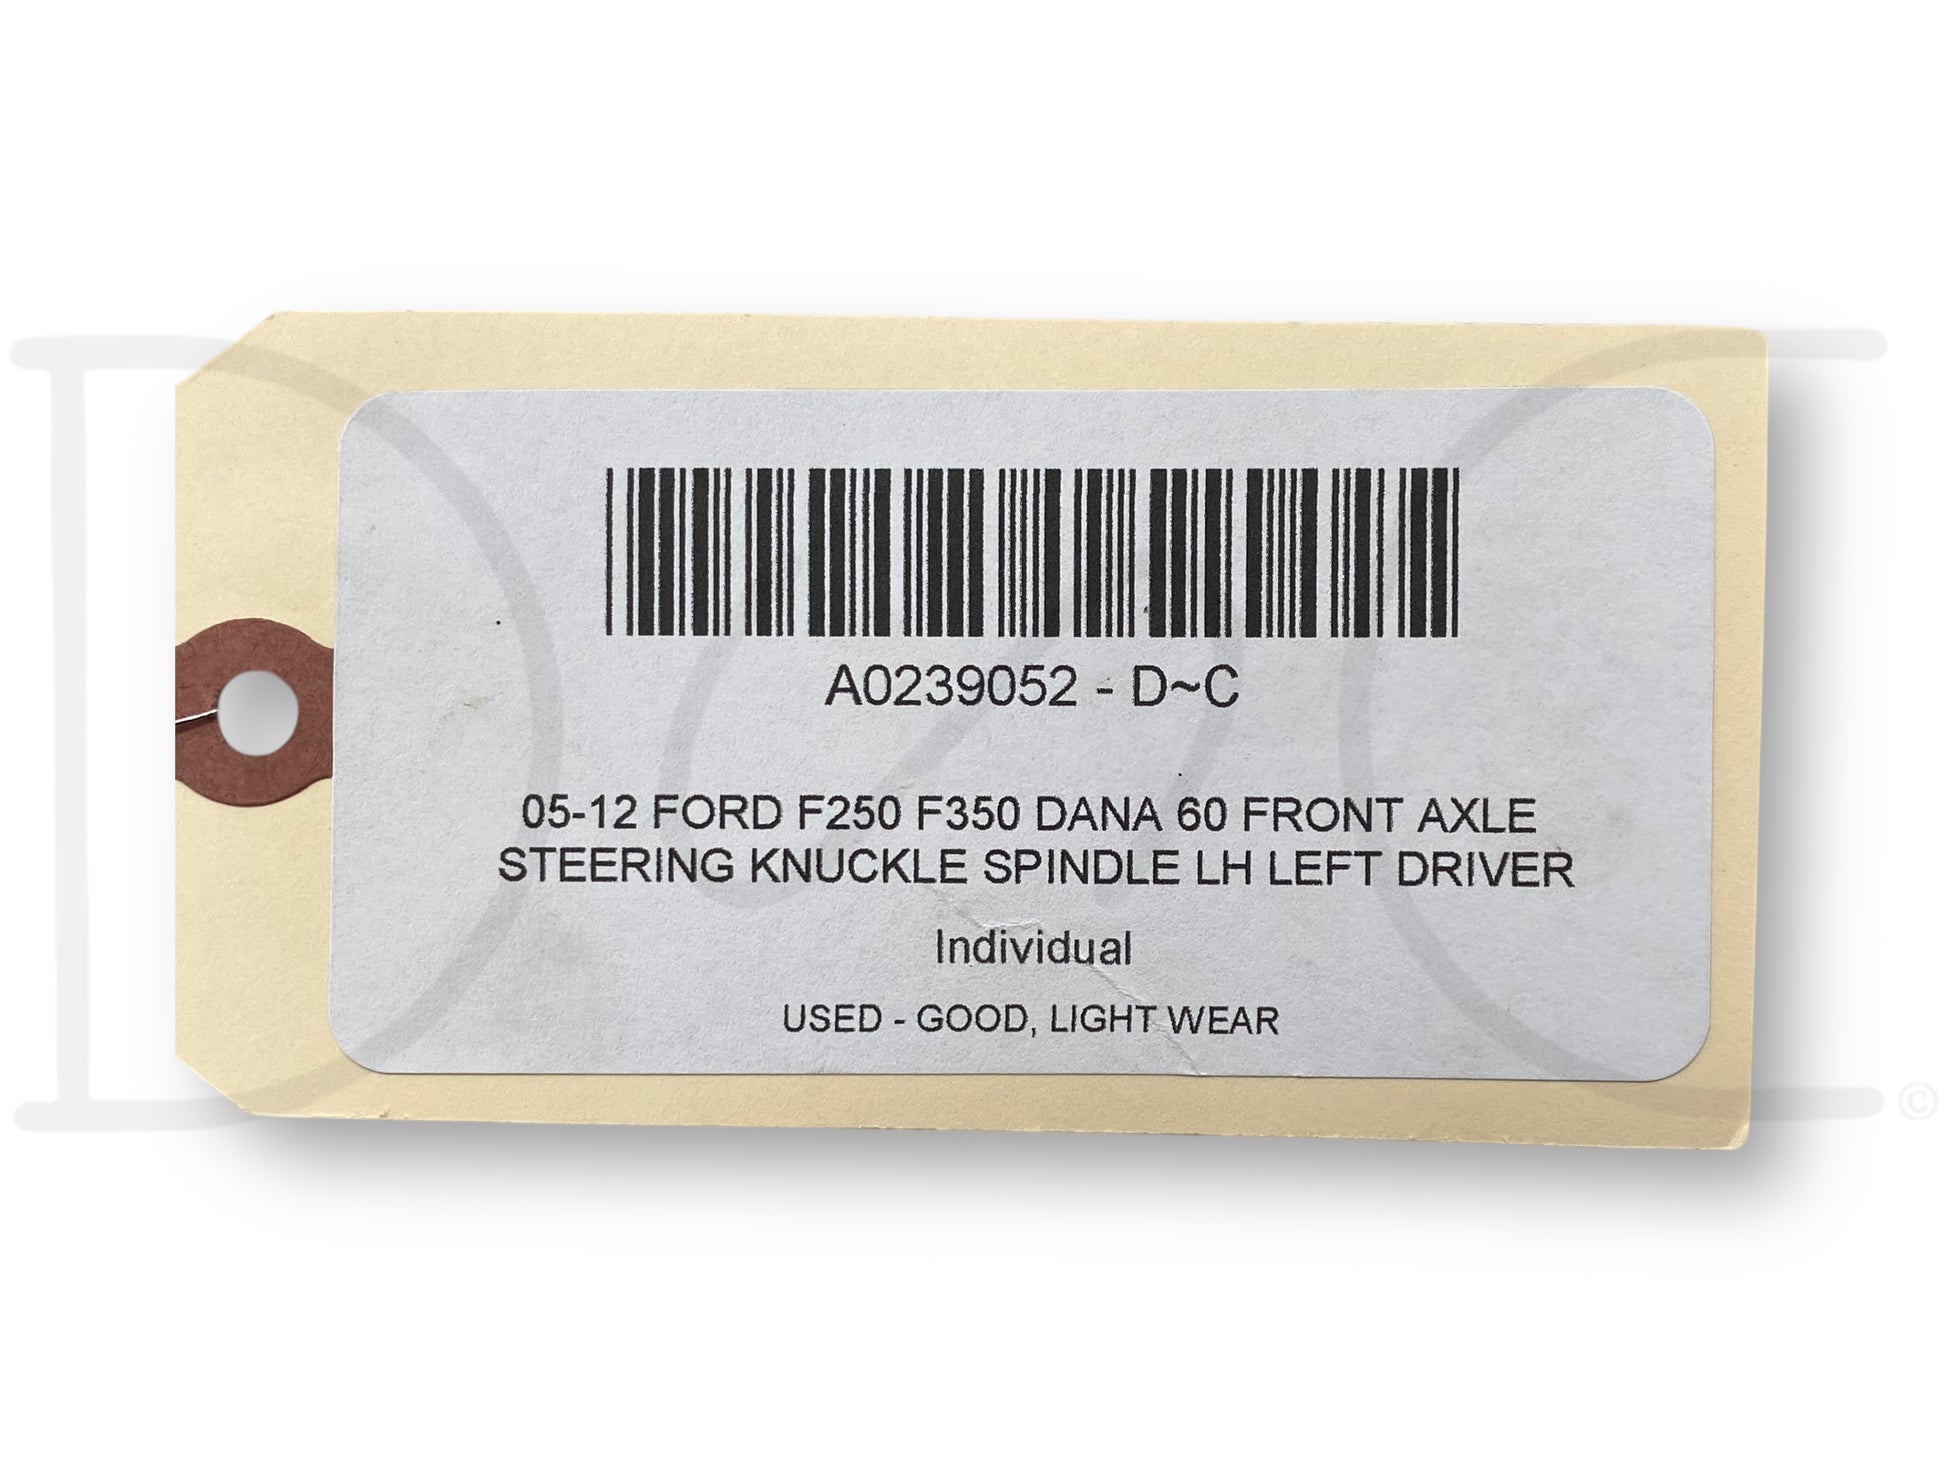 A0239052 - D~C
05-12 FORD F250 F350 DANA 60 FRONT AXLE
STEERING KNUCKLE SPINDLE LH LEFT DRIVER
Individual
USED - GOOD, LIGHT WEAR
©